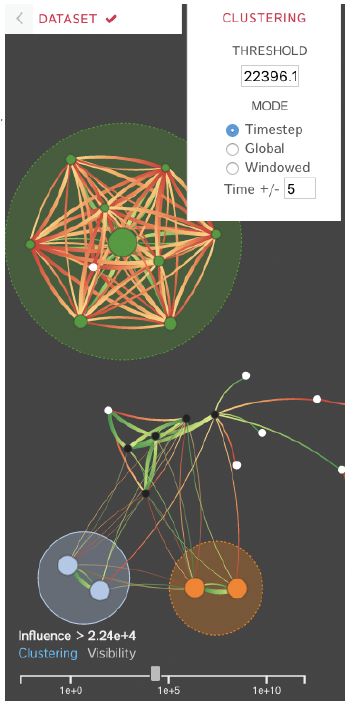 DATASET
CLUSTERING
THRESHOLD
22396.1
MODE
Timestep
Global
Windowed
Time +/- 5
Influence > 2.24e+4
Clustering Visibility
1e+0 1e+5 1e+10